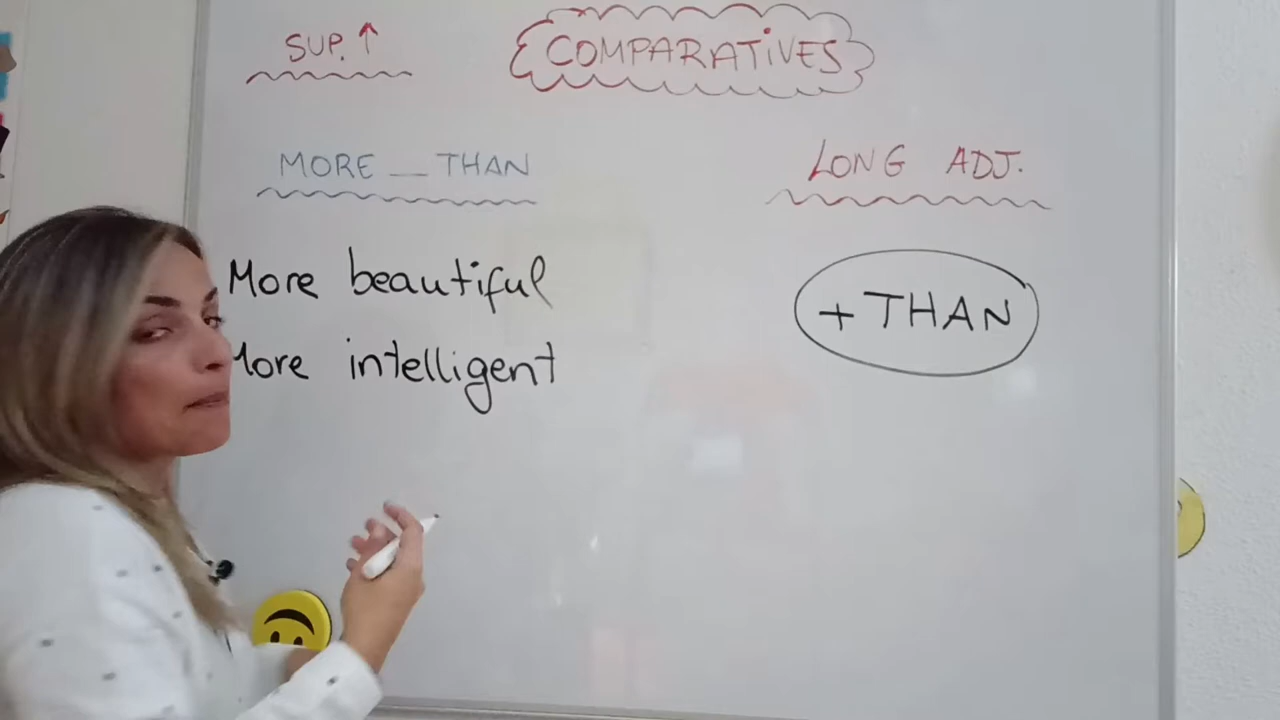 SUP. ↑
COMPARATIVES
MORE __ THAN
LONG ADJ.
More beautiful
+ THAN
More intelligent